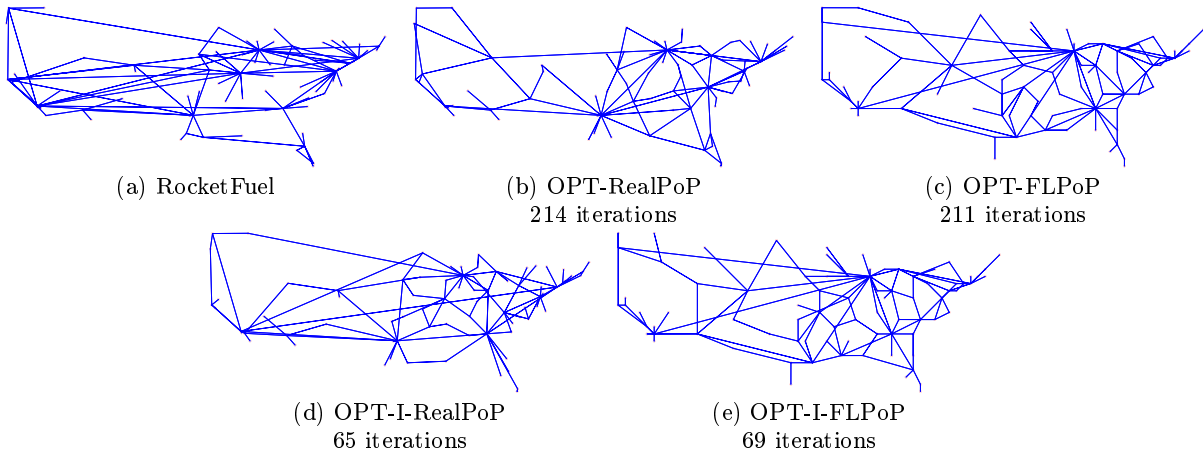 (a) RocketFuel
(b) OPT-RealPoP
214 iterations
(c) OPT-FLPoP
211 iterations
(d) OPT-I-RealPoP
65 iterations
(e) OPT-I-FLPoP
69 iterations